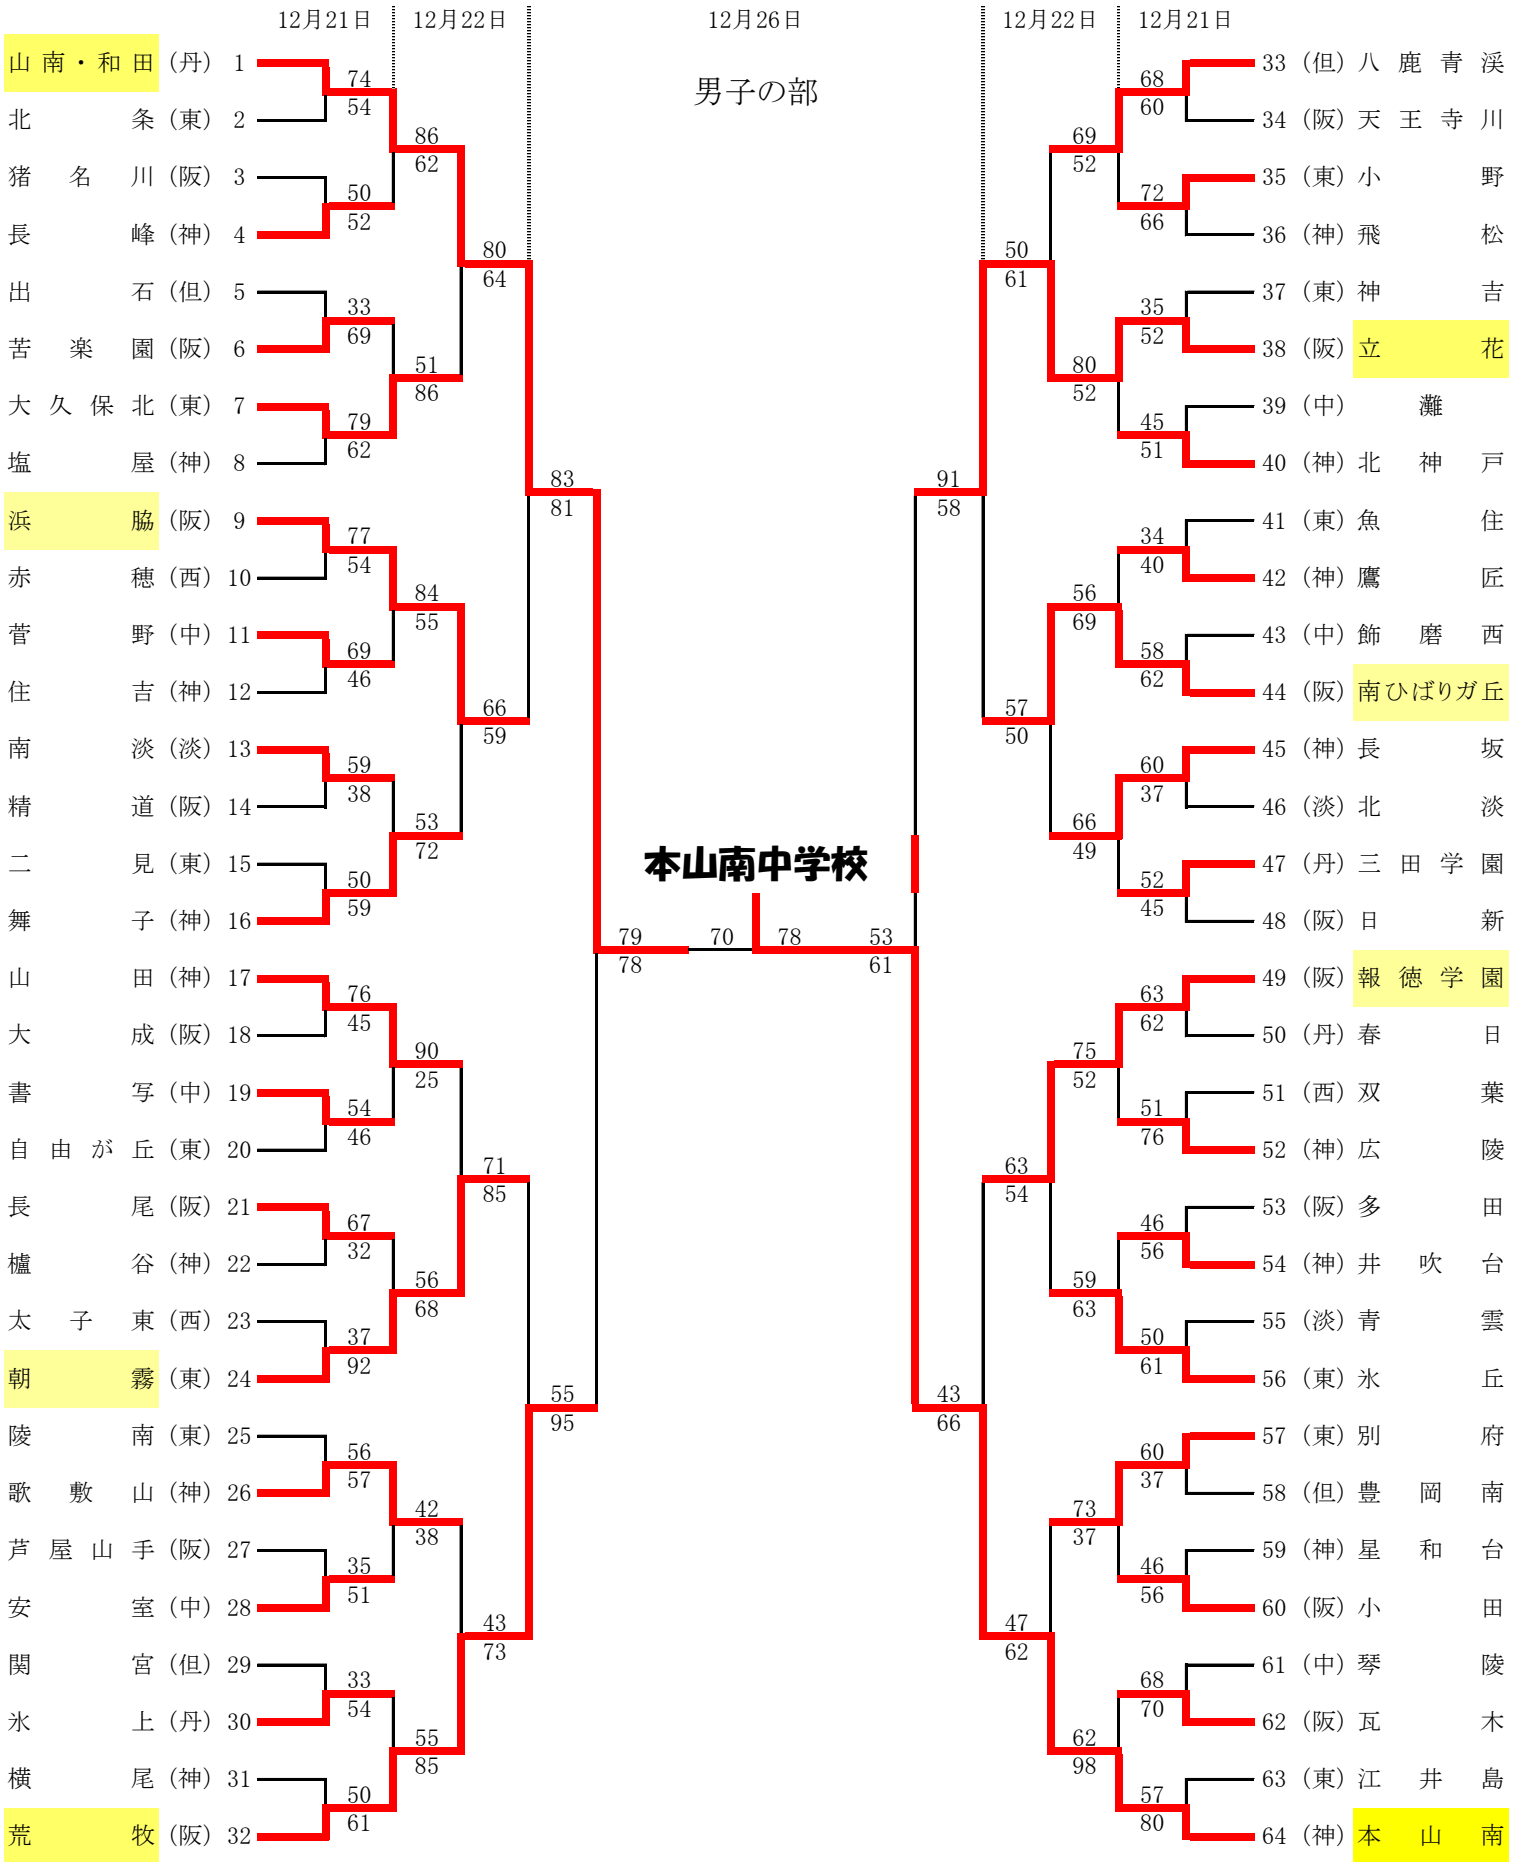 12月21日 12月22日 12月26日 12月22日 12月21日
男子の部
山南・和田 (丹) 1
北条 (東) 2
猪名川 (阪) 3
長峰 (神) 4
出石 (但) 5
苦楽園 (阪) 6
大久保北 (東) 7
塩屋 (神) 8
浜脇 (阪) 9
赤穂 (西) 10
菅野 (中) 11
住吉 (神) 12
南淡 (淡) 13
精道 (阪) 14
二見 (東) 15
舞子 (神) 16
山田 (神) 17
大成 (阪) 18
書写 (中) 19
自由が丘 (東) 20
長尾 (阪) 21
櫨谷 (神) 22
太子東 (西) 23
朝霧 (東) 24
陵南 (東) 25
歌敷山 (神) 26
芦屋山手 (阪) 27
安室 (中) 28
関宮 (但) 29
氷上 (丹) 30
横尾 (神) 31
荒牧 (阪) 32
74
54
50
52
33
69
79
62
77
54
69
46
59
38
50
59
76
45
54
46
67
32
37
92
56
57
35
51
33
54
50
61
86
62
51
86
84
55
53
72
90
25
56
68
42
38
55
85
80
64
66
59
71
85
43
73
83
81
55
95
79
78
本山南中学校
70 78
53
61
91
58
43
66
50
61
57
50
63
54
47
62
69
52
80
52
56
69
66
49
75
52
59
63
73
37
62
98
68
60
72
66
35
52
45
51
34
40
58
62
60
37
52
45
63
62
51
76
46
56
50
61
60
37
46
56
68
70
57
80
33 (但) 八鹿青渓
34 (阪) 天王寺川
35 (東) 小野
36 (神) 飛松
37 (東) 神吉
38 (阪) 立花
39 (中) 灘
40 (神) 北神戸
41 (東) 魚住
42 (神) 鷹匠
43 (中) 飾磨西
44 (阪) 南ひばりガ丘
45 (神) 長坂
46 (淡) 北淡
47 (丹) 三田学園
48 (阪) 日新
49 (阪) 報徳学園
50 (丹) 春日
51 (西) 双葉
52 (神) 広陵
53 (阪) 多田
54 (神) 井吹台
55 (淡) 青雲
56 (東) 氷丘
57 (東) 別府
58 (但) 豊岡南
59 (神) 星和台
60 (阪) 小田
61 (中) 琴陵
62 (阪) 瓦木
63 (東) 江井島
64 (神) 本山南